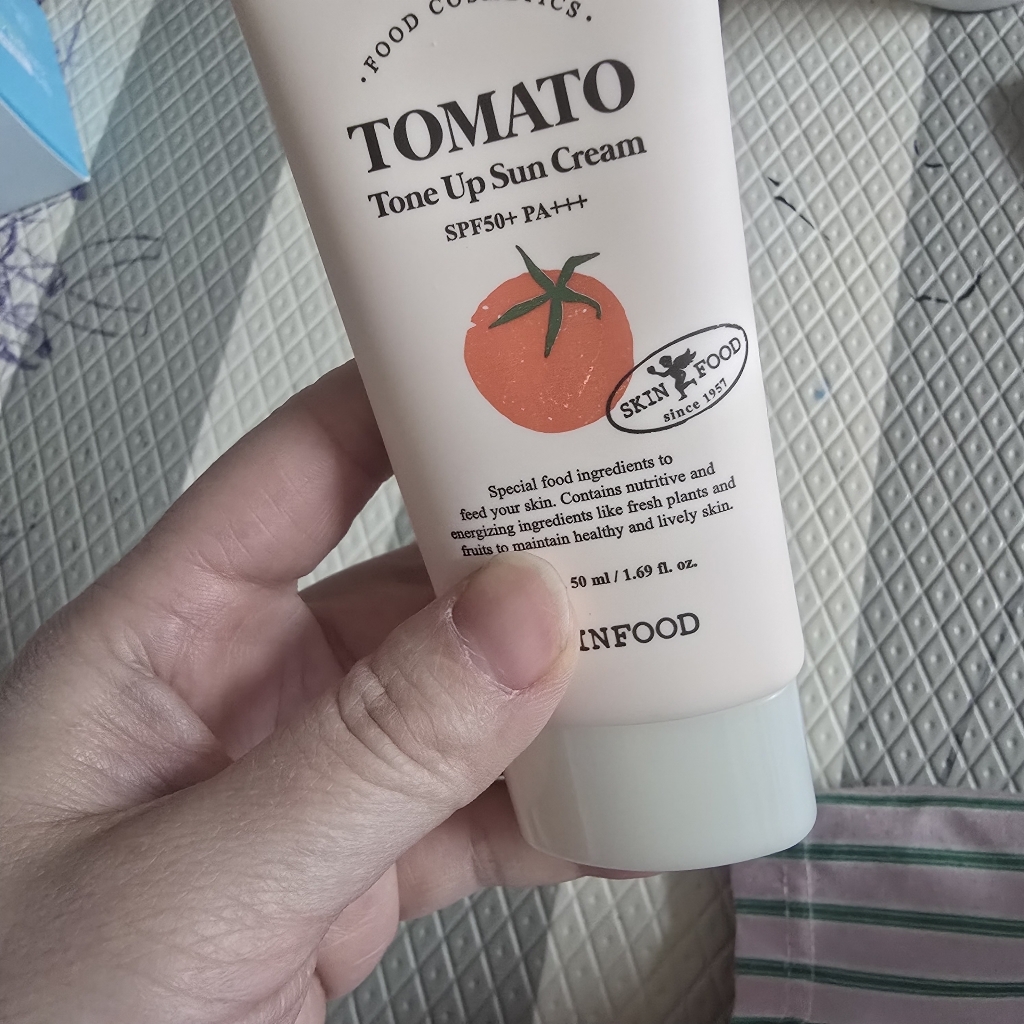 ·FOOD COSMETICS·
TOMATO
Tone Up Sun Cream
SPF50+ PA+++
SKIN FOOD
since 1957
Special food ingredients to
feed your skin. Contains nutritive and
energizing ingredients like fresh plants and
fruits to maintain healthy and lively skin.
50 ml / 1.69 fl. oz.
INFOOD